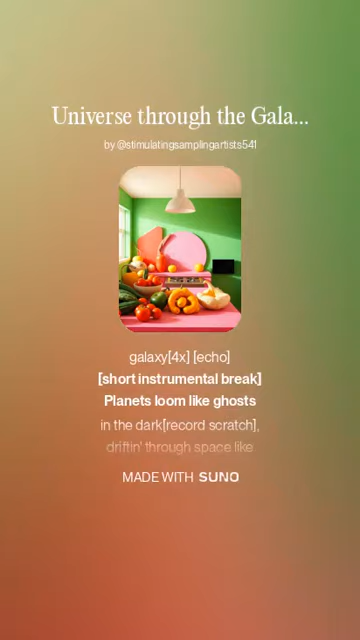 Universe through the Gala...
by @stimulatingsamplingartists541
galaxy[4x] [echo]
[short instrumental break]
Planets loom like ghosts
in the dark[record scratch],
driftin' through space like
MADE WITH SUNO